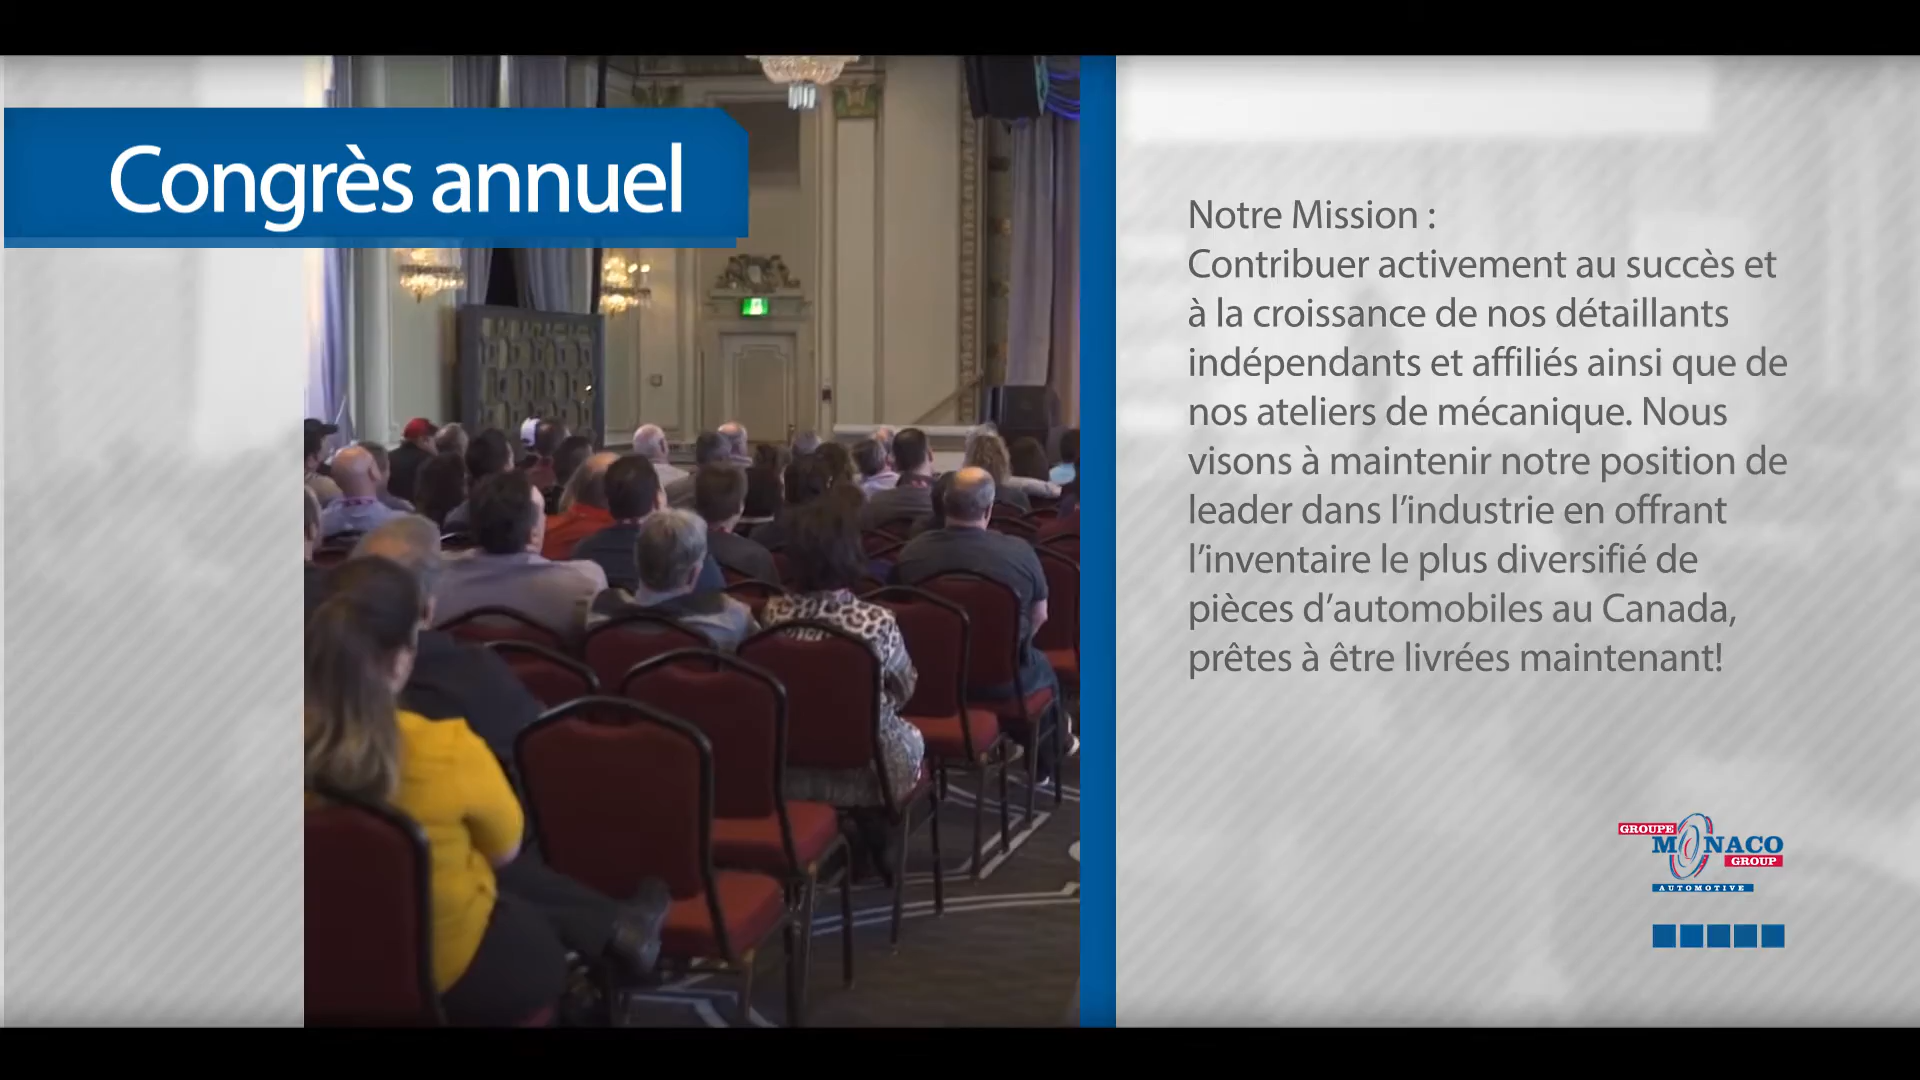 Congrès annuel
Notre Mission :
Contribuer activement au succès et
à la croissance de nos détaillants
indépendants et affiliés ainsi que de
nos ateliers de mécanique. Nous
visons à maintenir notre position de
leader dans l’industrie en offrant
l’inventaire le plus diversifié de
pièces d’automobiles au Canada,
prêtes à être livrées maintenant!
GROUPE
MONACO
GROUP
AUTOMOTIVE